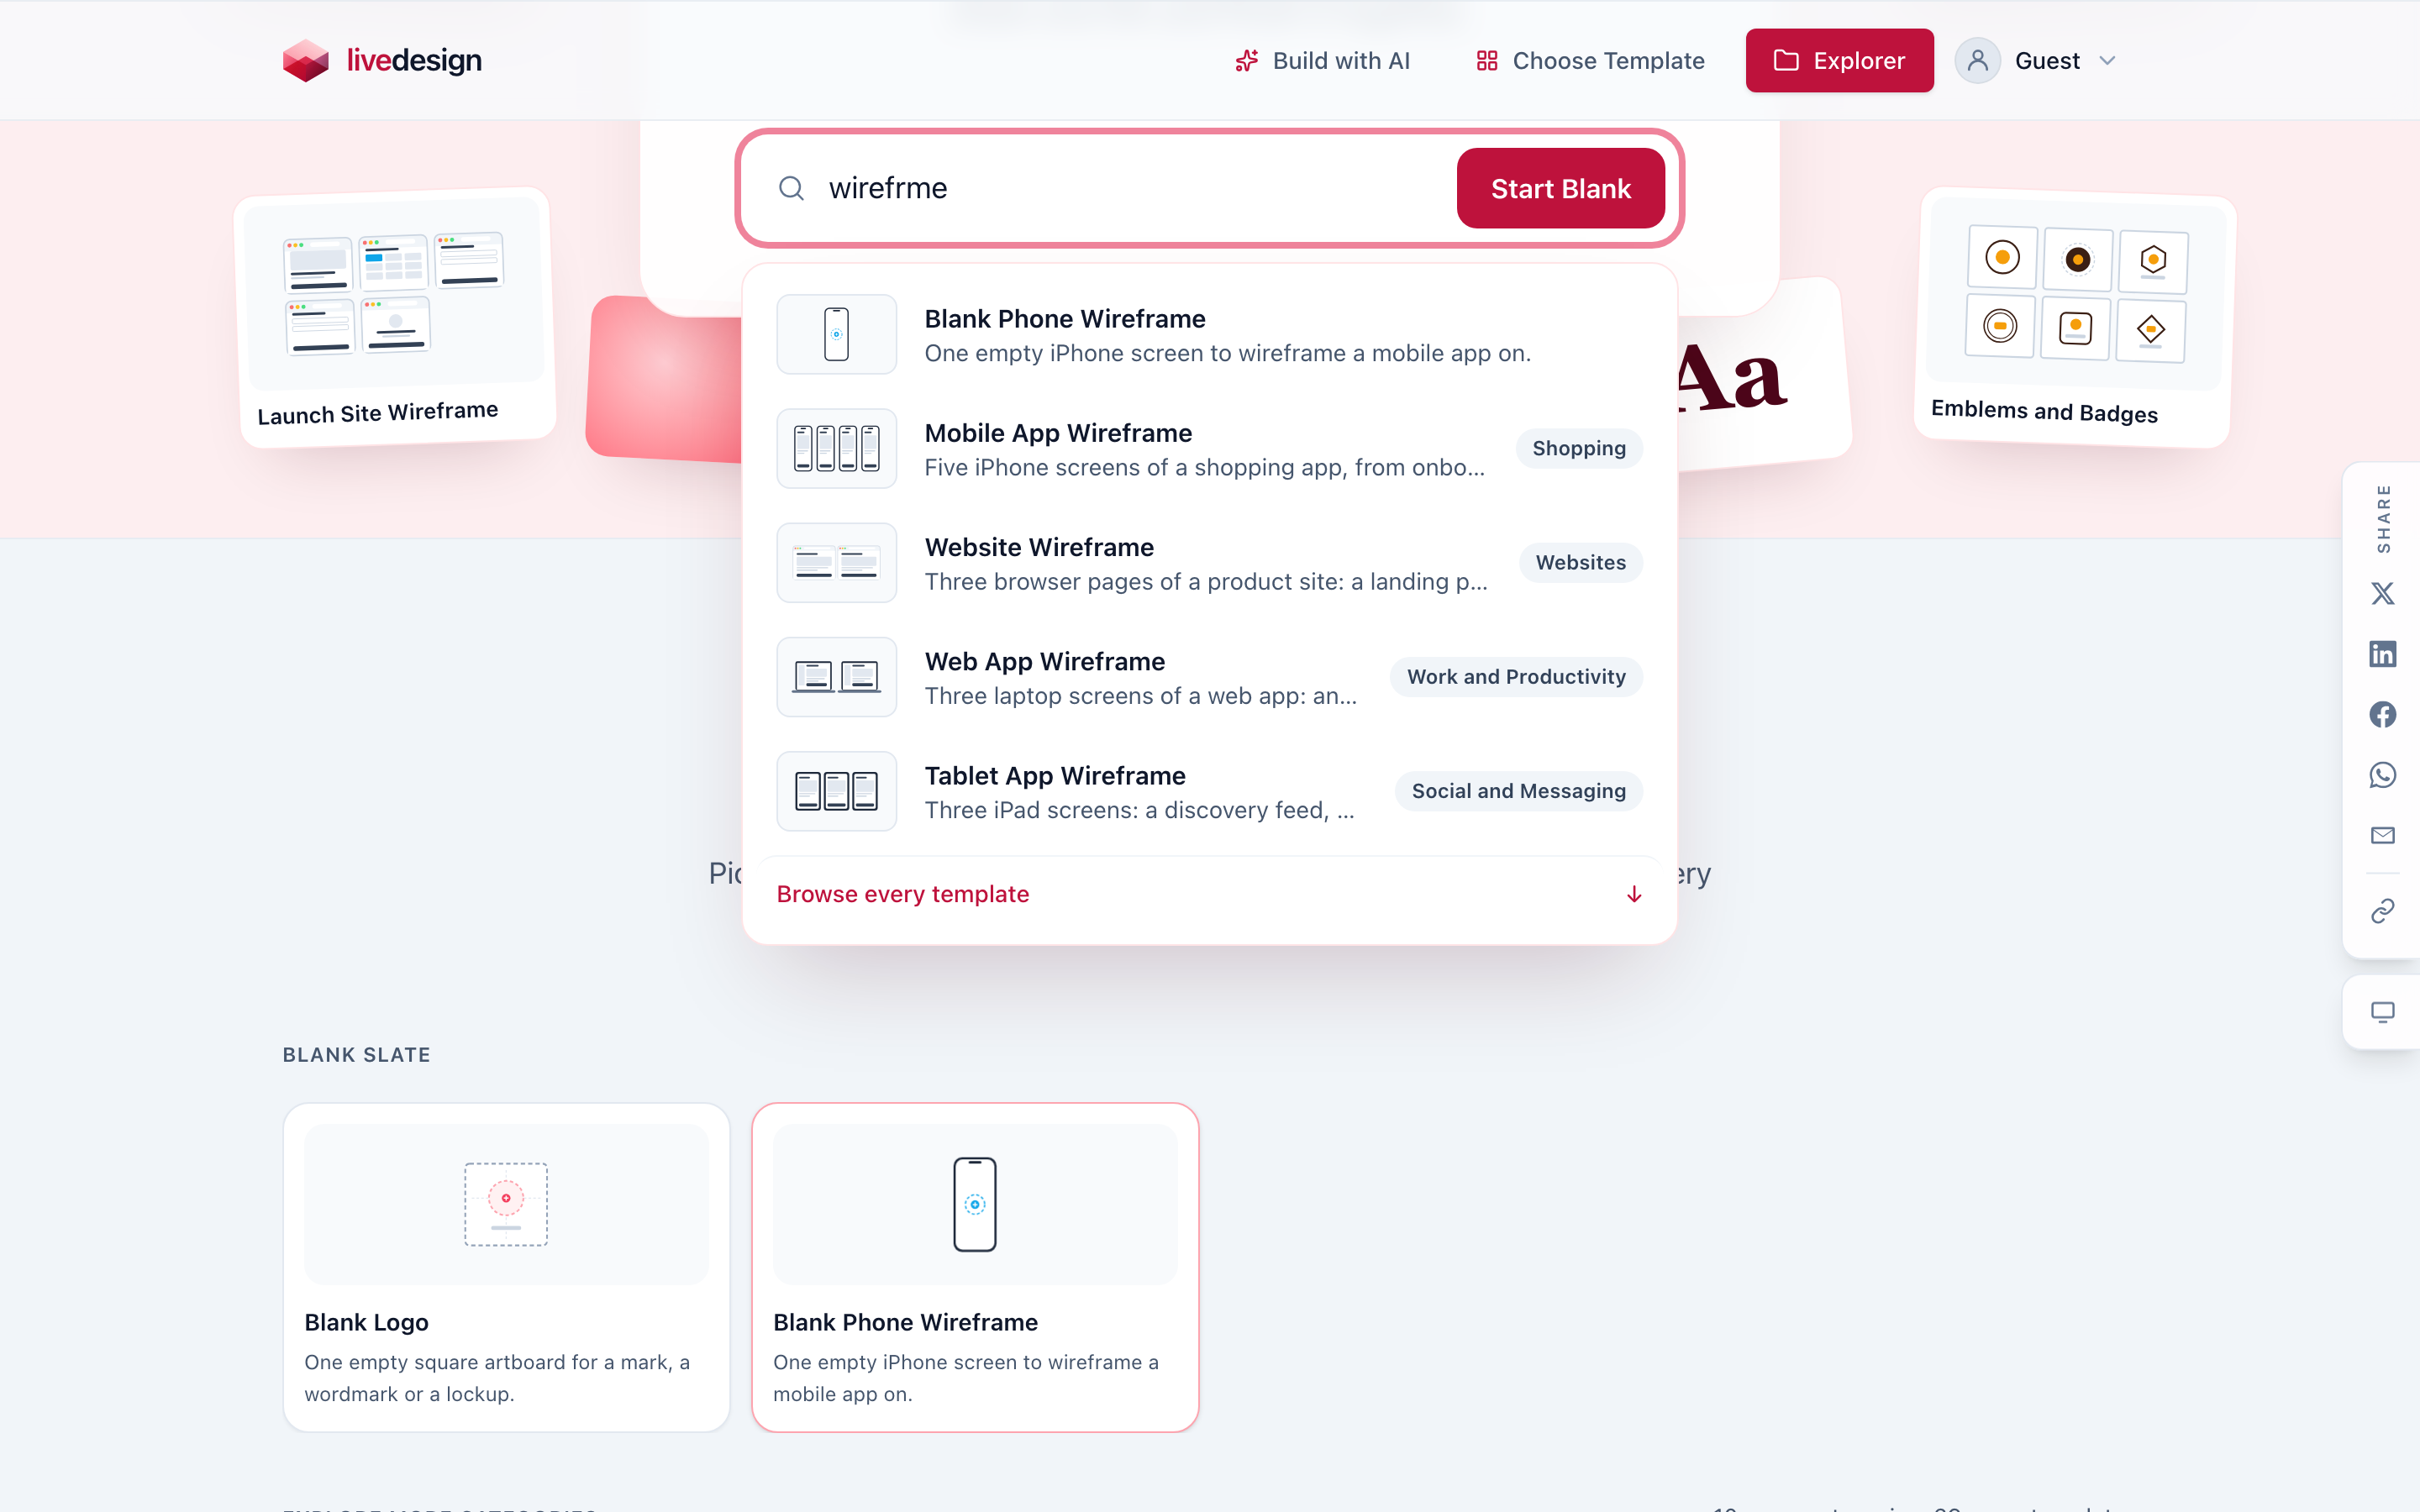 livedesign
Build with AI
Choose Template
Explorer
Guest
wirefrme
Start Blank
Launch Site Wireframe
Blank Phone Wireframe
One empty iPhone screen to wireframe a mobile app on.
Mobile App Wireframe
Five iPhone screens of a shopping app, from onbo...
Shopping
Website Wireframe
Three browser pages of a product site: a landing p...
Websites
Web App Wireframe
Three laptop screens of a web app: an...
Work and Productivity
Tablet App Wireframe
Three iPad screens: a discovery feed, ...
Social and Messaging
Browse every template
Aa
Emblems and Badges
SHARE
BLANK SLATE
Blank Logo
One empty square artboard for a mark, a
wordmark or a lockup.
Blank Phone Wireframe
One empty iPhone screen to wireframe a
mobile app on.